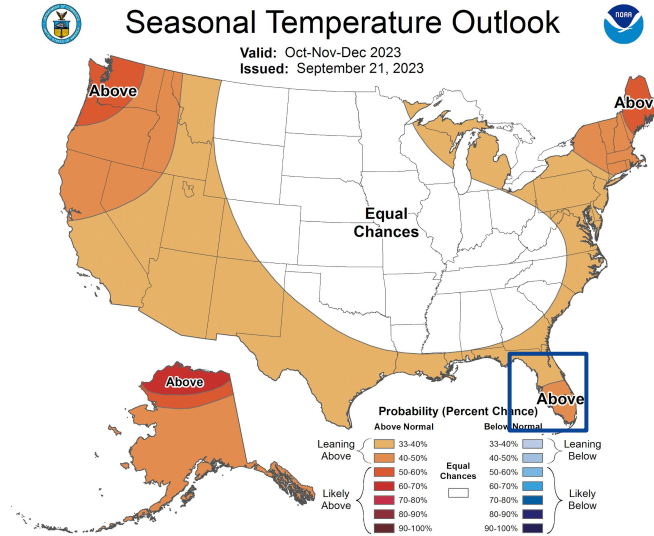 Seasonal Temperature Outlook
NOAA
Valid: Oct-Nov-Dec 2023
Issued: September 21, 2023
Above
Abov
Equal
Chances
Above
Above
Probability (Percent Chance)
Above Normal
Below Normal
Leaning
Above
33-40%
40-50%
50-60%
60-70%
70-80%
80-90%
90-100%
Likely
Above
Equal
Chances
33-40%
40-50%
50-60%
60-70%
70-80%
80-90%
90-100%
Leaning
Below
Likely
Below